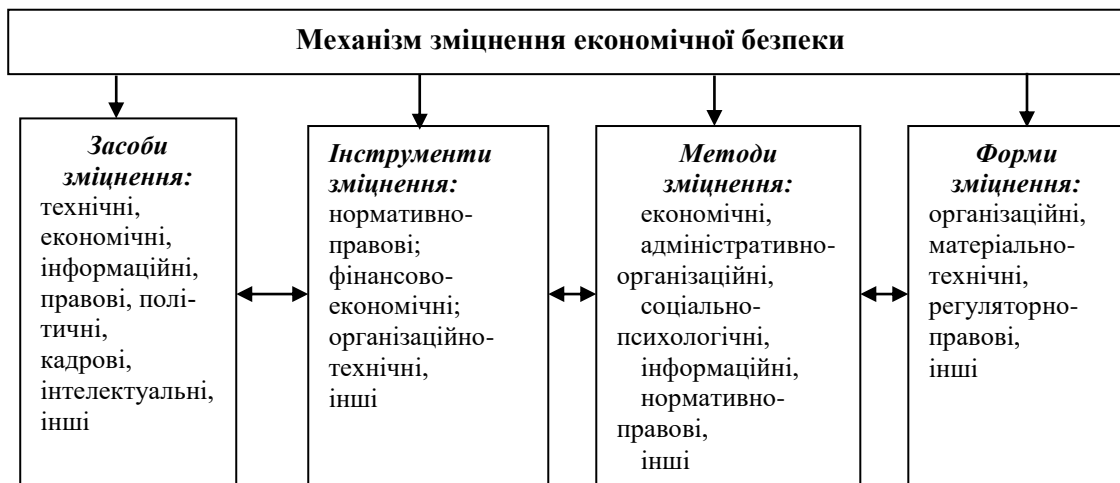 Механізм зміцнення економічної безпеки
Засоби
зміцнення:
технічні,
економічні,
інформаційні,
правові, полі-
тичні,
кадрові,
інтелектуальні,
інші
Інструменти
зміцнення:
нормативно-
правові;
фінансово-
економічні;
організаційно-
технічні,
інші
Методи
зміцнення:
економічні,
адміністративно-
організаційні,
соціально-
психологічні,
інформаційні,
нормативно-
правові,
інші
Форми
зміцнення:
організаційні,
матеріально-
технічні,
регуляторно-
правові,
інші